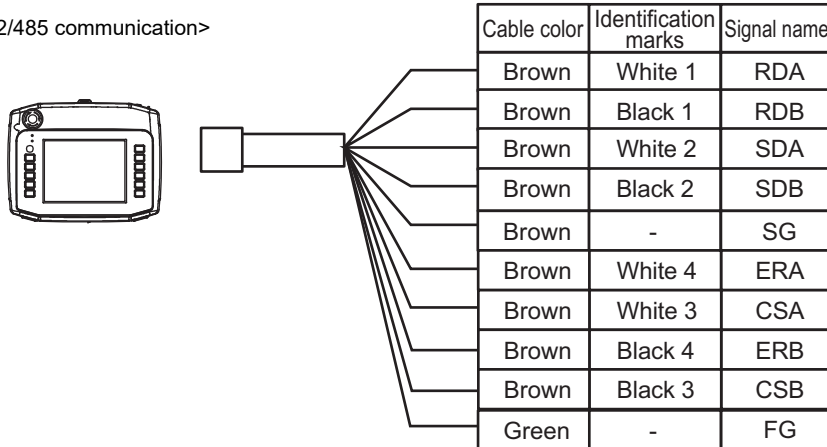 2/485 communication>
Cable color Identification marks Signal name
Brown White 1 RDA
Brown Black 1 RDB
Brown White 2 SDA
Brown Black 2 SDB
Brown - SG
Brown White 4 ERA
Brown White 3 CSA
Brown Black 4 ERB
Brown Black 3 CSB
Green - FG